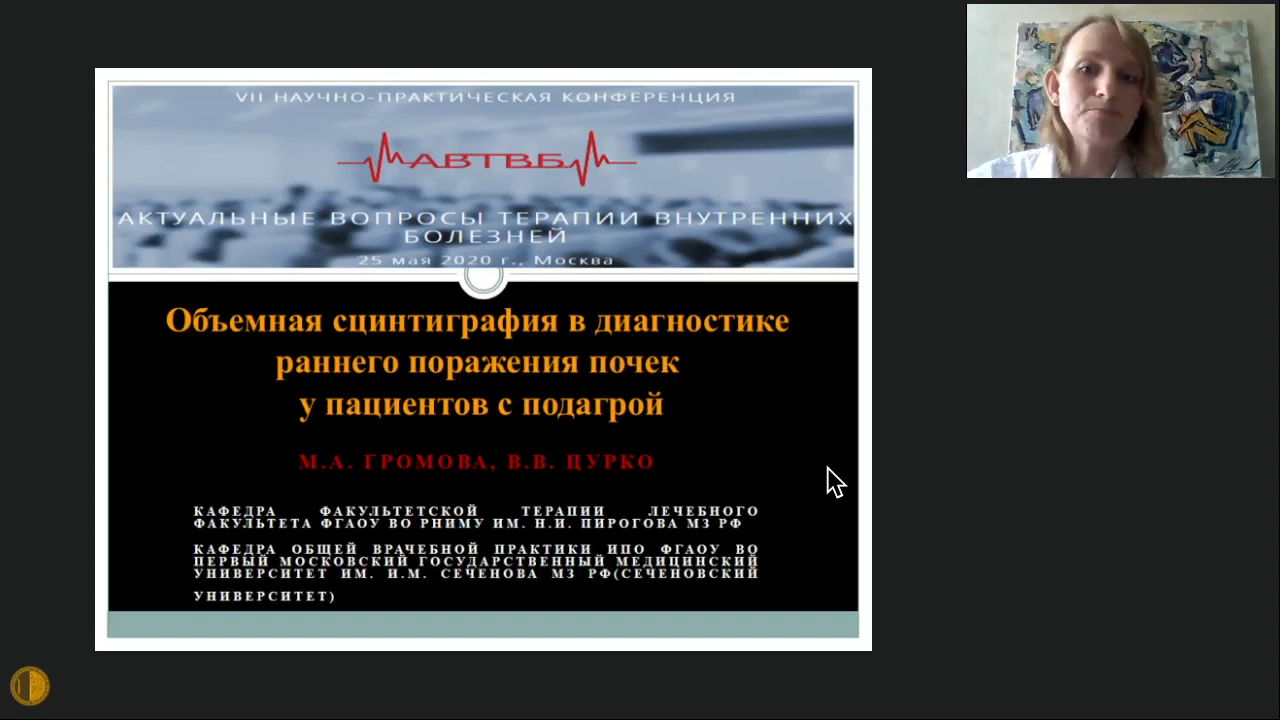 VII НАУЧНО-ПРАКТИЧЕСКАЯ КОНФЕРЕНЦИЯ
АВТВБ
АКТУАЛЬНЫЕ ВОПРОСЫ ТЕРАПИИ ВНУТРЕННИХ
БОЛЕЗНЕЙ
25 мая 2020 г., Москва
Объемная сцинтиграфия в диагностике
раннего поражения почек
у пациентов с подагрой
М.А. ГРОМОВА, В.В. ЦУРКО
КАФЕДРА ФАКУЛЬТЕТСКОЙ ТЕРАПИИ ЛЕЧЕБНОГО
ФАКУЛЬТЕТА ФГАОУ ВО РНИМУ ИМ. Н.И. ПИРОГОВА МЗ РФ
КАФЕДРА ОБЩЕЙ ВРАЧЕБНОЙ ПРАКТИКИ ИПО ФГАОУ ВО
ПЕРВЫЙ МОСКОВСКИЙ ГОСУДАРСТВЕННЫЙ МЕДИЦИНСКИЙ
УНИВЕРСИТЕТ ИМ. И.М. СЕЧЕНОВА МЗ РФ(СЕЧЕНОВСКИЙ
УНИВЕРСИТЕТ)